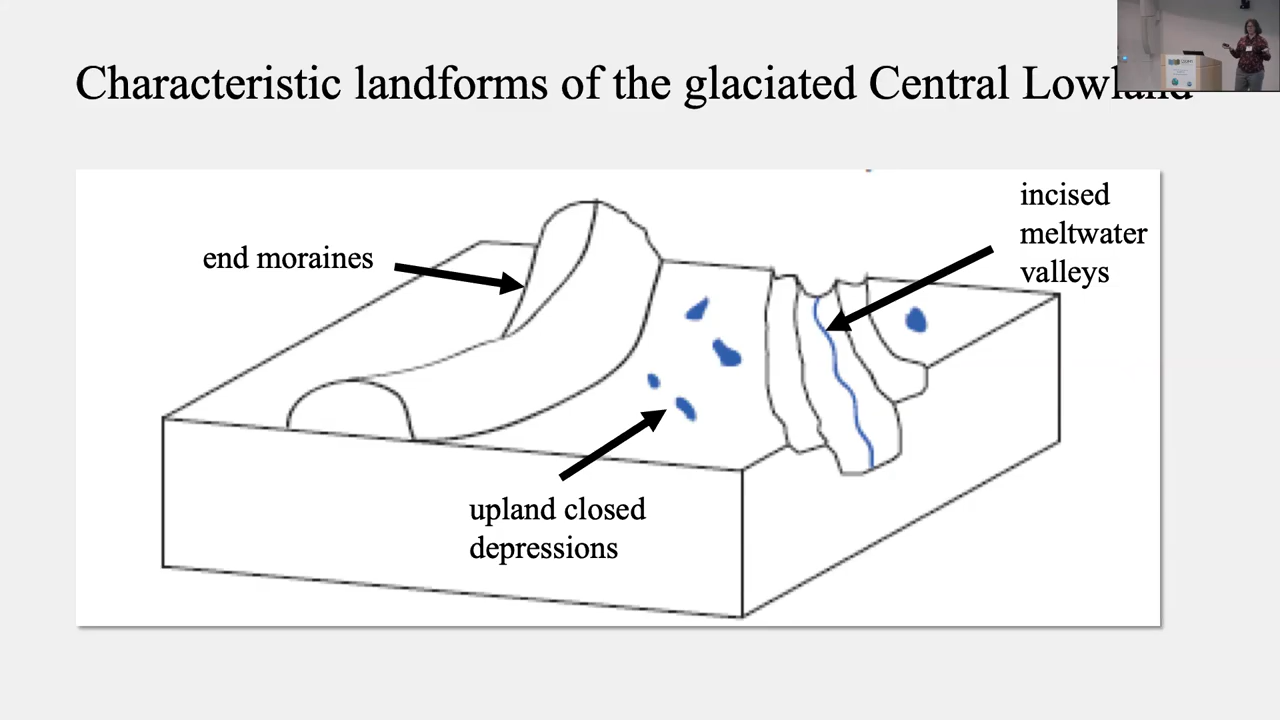 Characteristic landforms of the glaciated Central Lowland
incised
meltwater
valleys
end moraines
upland closed
depressions